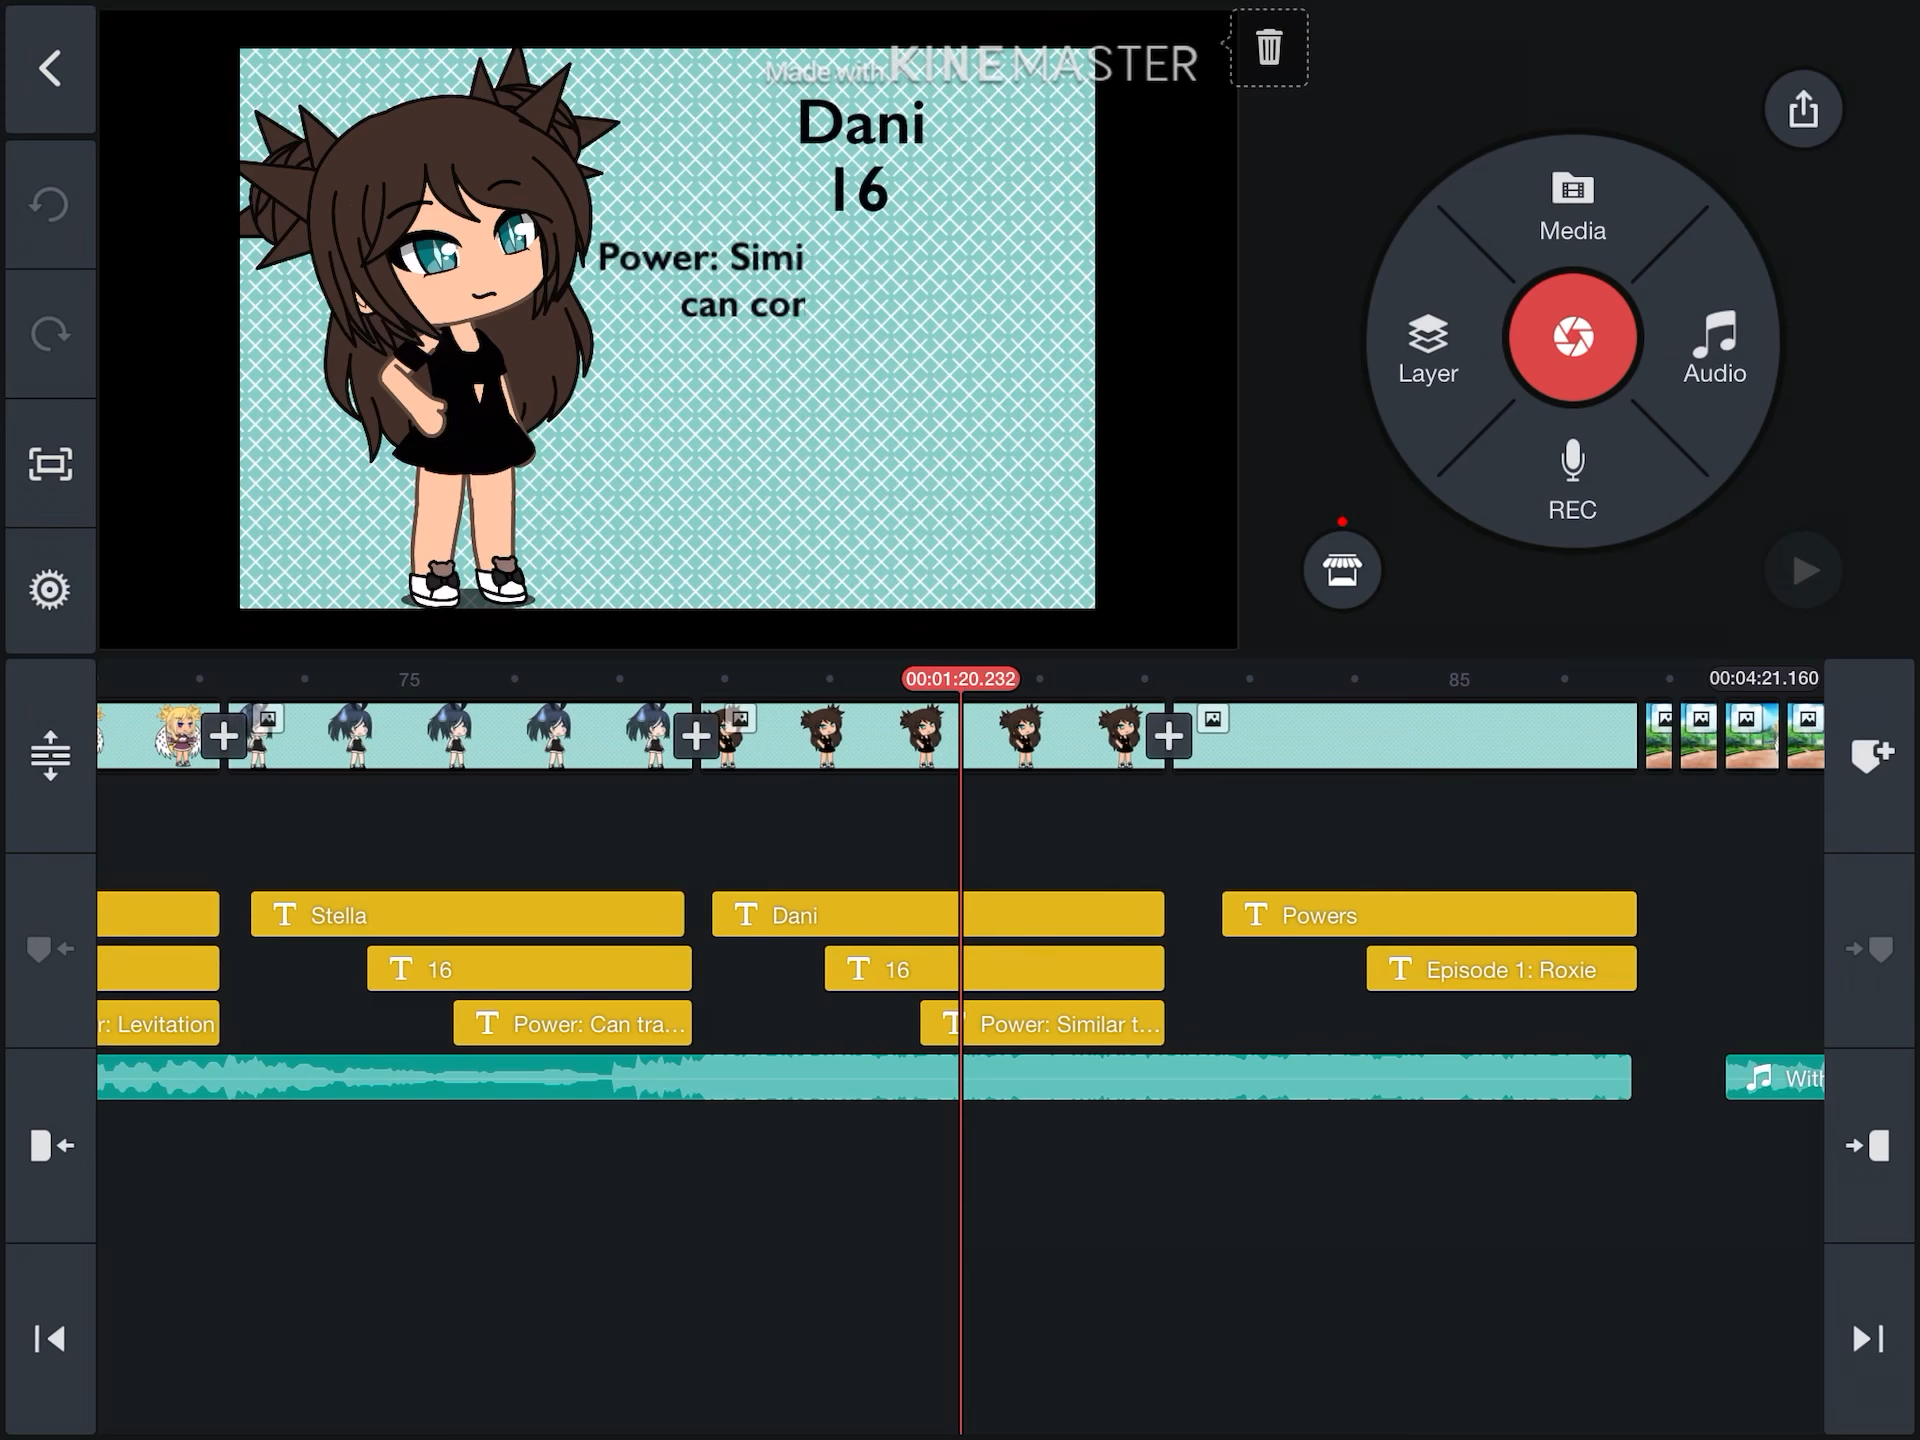 Made with KINEMASTER
Dani
16
Power: Simi
can cor
Media
Layer
Audio
REC
75
00:01:20.232
85
00:04:21.160
Stella
Dani
Powers
16
16
Episode 1: Roxie
r: Levitation
Power: Can tra...
Power: Similar t...
With